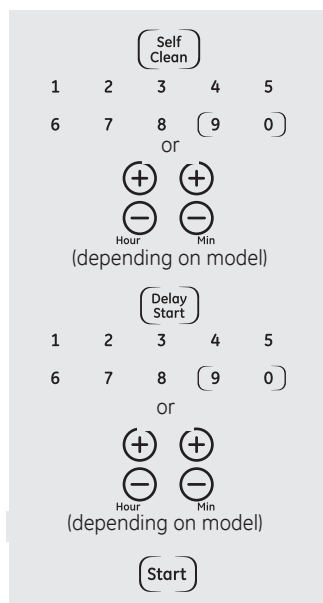 Self
Clean
1 2 3 4 5
6 7 8 9 0
or
+ +
− −
Hour Min
(depending on model)
Delay
Start
1 2 3 4 5
6 7 8 9 0
or
+ +
− −
Hour Min
(depending on model)
Start